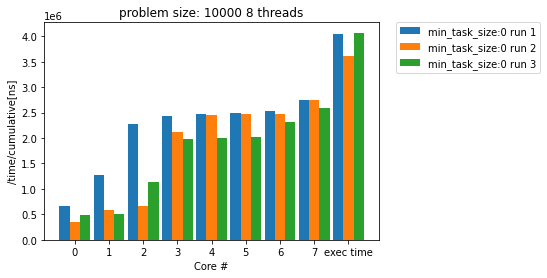 problem size: 10000 8 threads
1e6
min_task_size:0 run 1
min_task_size:0 run 2
min_task_size:0 run 3
4.0
3.5
3.0
2.5
2.0
1.5
1.0
0.5
0.0
/time/cumulative[ns]
0 1 2 3 4 5 6 7 exec time
Core #